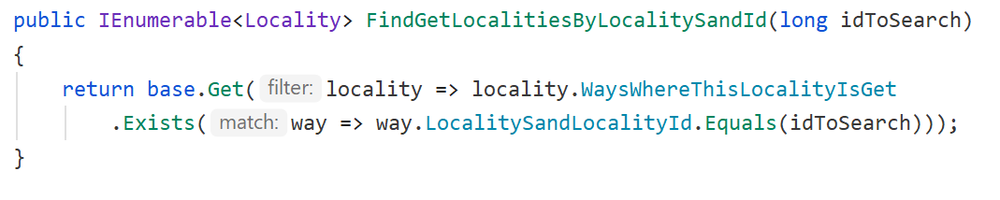 public IEnumerable<Locality> FindGetLocalitiesByLocalitySandId(long idToSearch)
{
return base.Get( filter: locality => locality.WaysWhereThisLocalityIsGet
.Exists( match: way => way.LocalitySandLocalityId.Equals(idToSearch)));
}